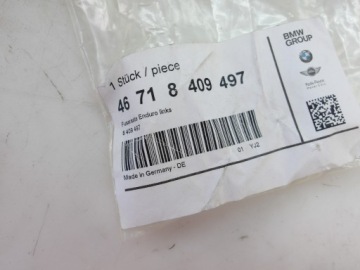 1 Stück / piece
46 71 8 409 497
Fussraste Enduro links
8 409 497
Made in Germany - DE
01 YJ2
BMW
GROUP